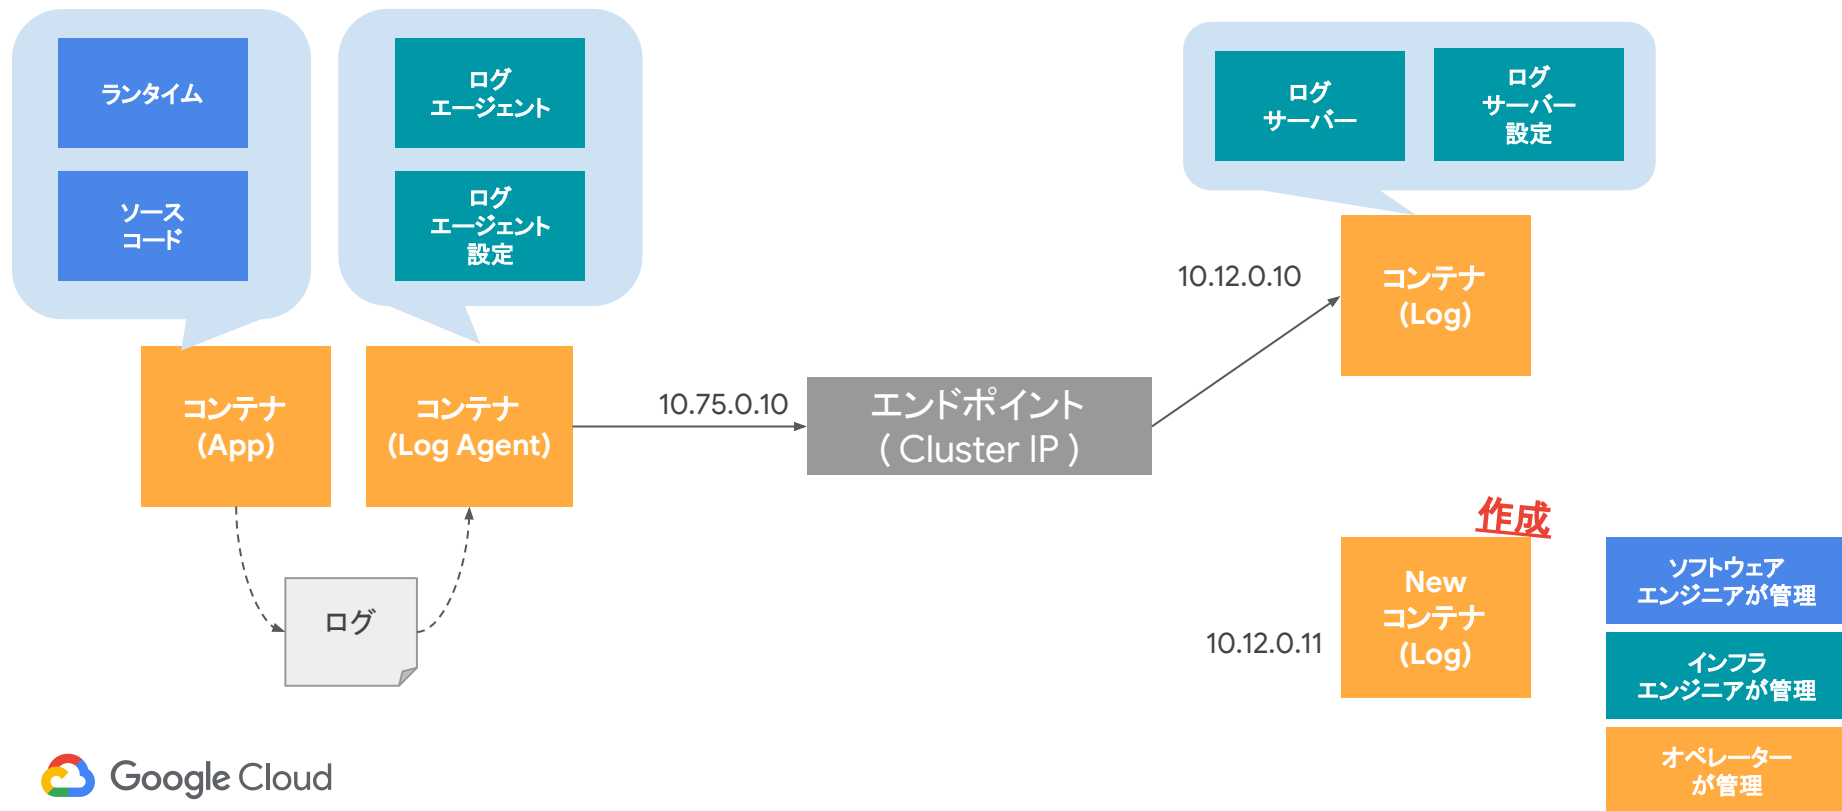 ランタイム
ソース
コード
ログ
エージェント
ログ
エージェント
設定
ログ
サーバー
ログ
サーバー
設定
コンテナ
(App)
コンテナ
(Log Agent)
10.75.0.10
エンドポイント
( Cluster IP )
10.12.0.10
コンテナ
(Log)
ログ
作成
New
コンテナ
(Log)
10.12.0.11
ソフトウェア
エンジニアが管理
インフラ
エンジニアが管理
オペレーター
が管理
Google Cloud